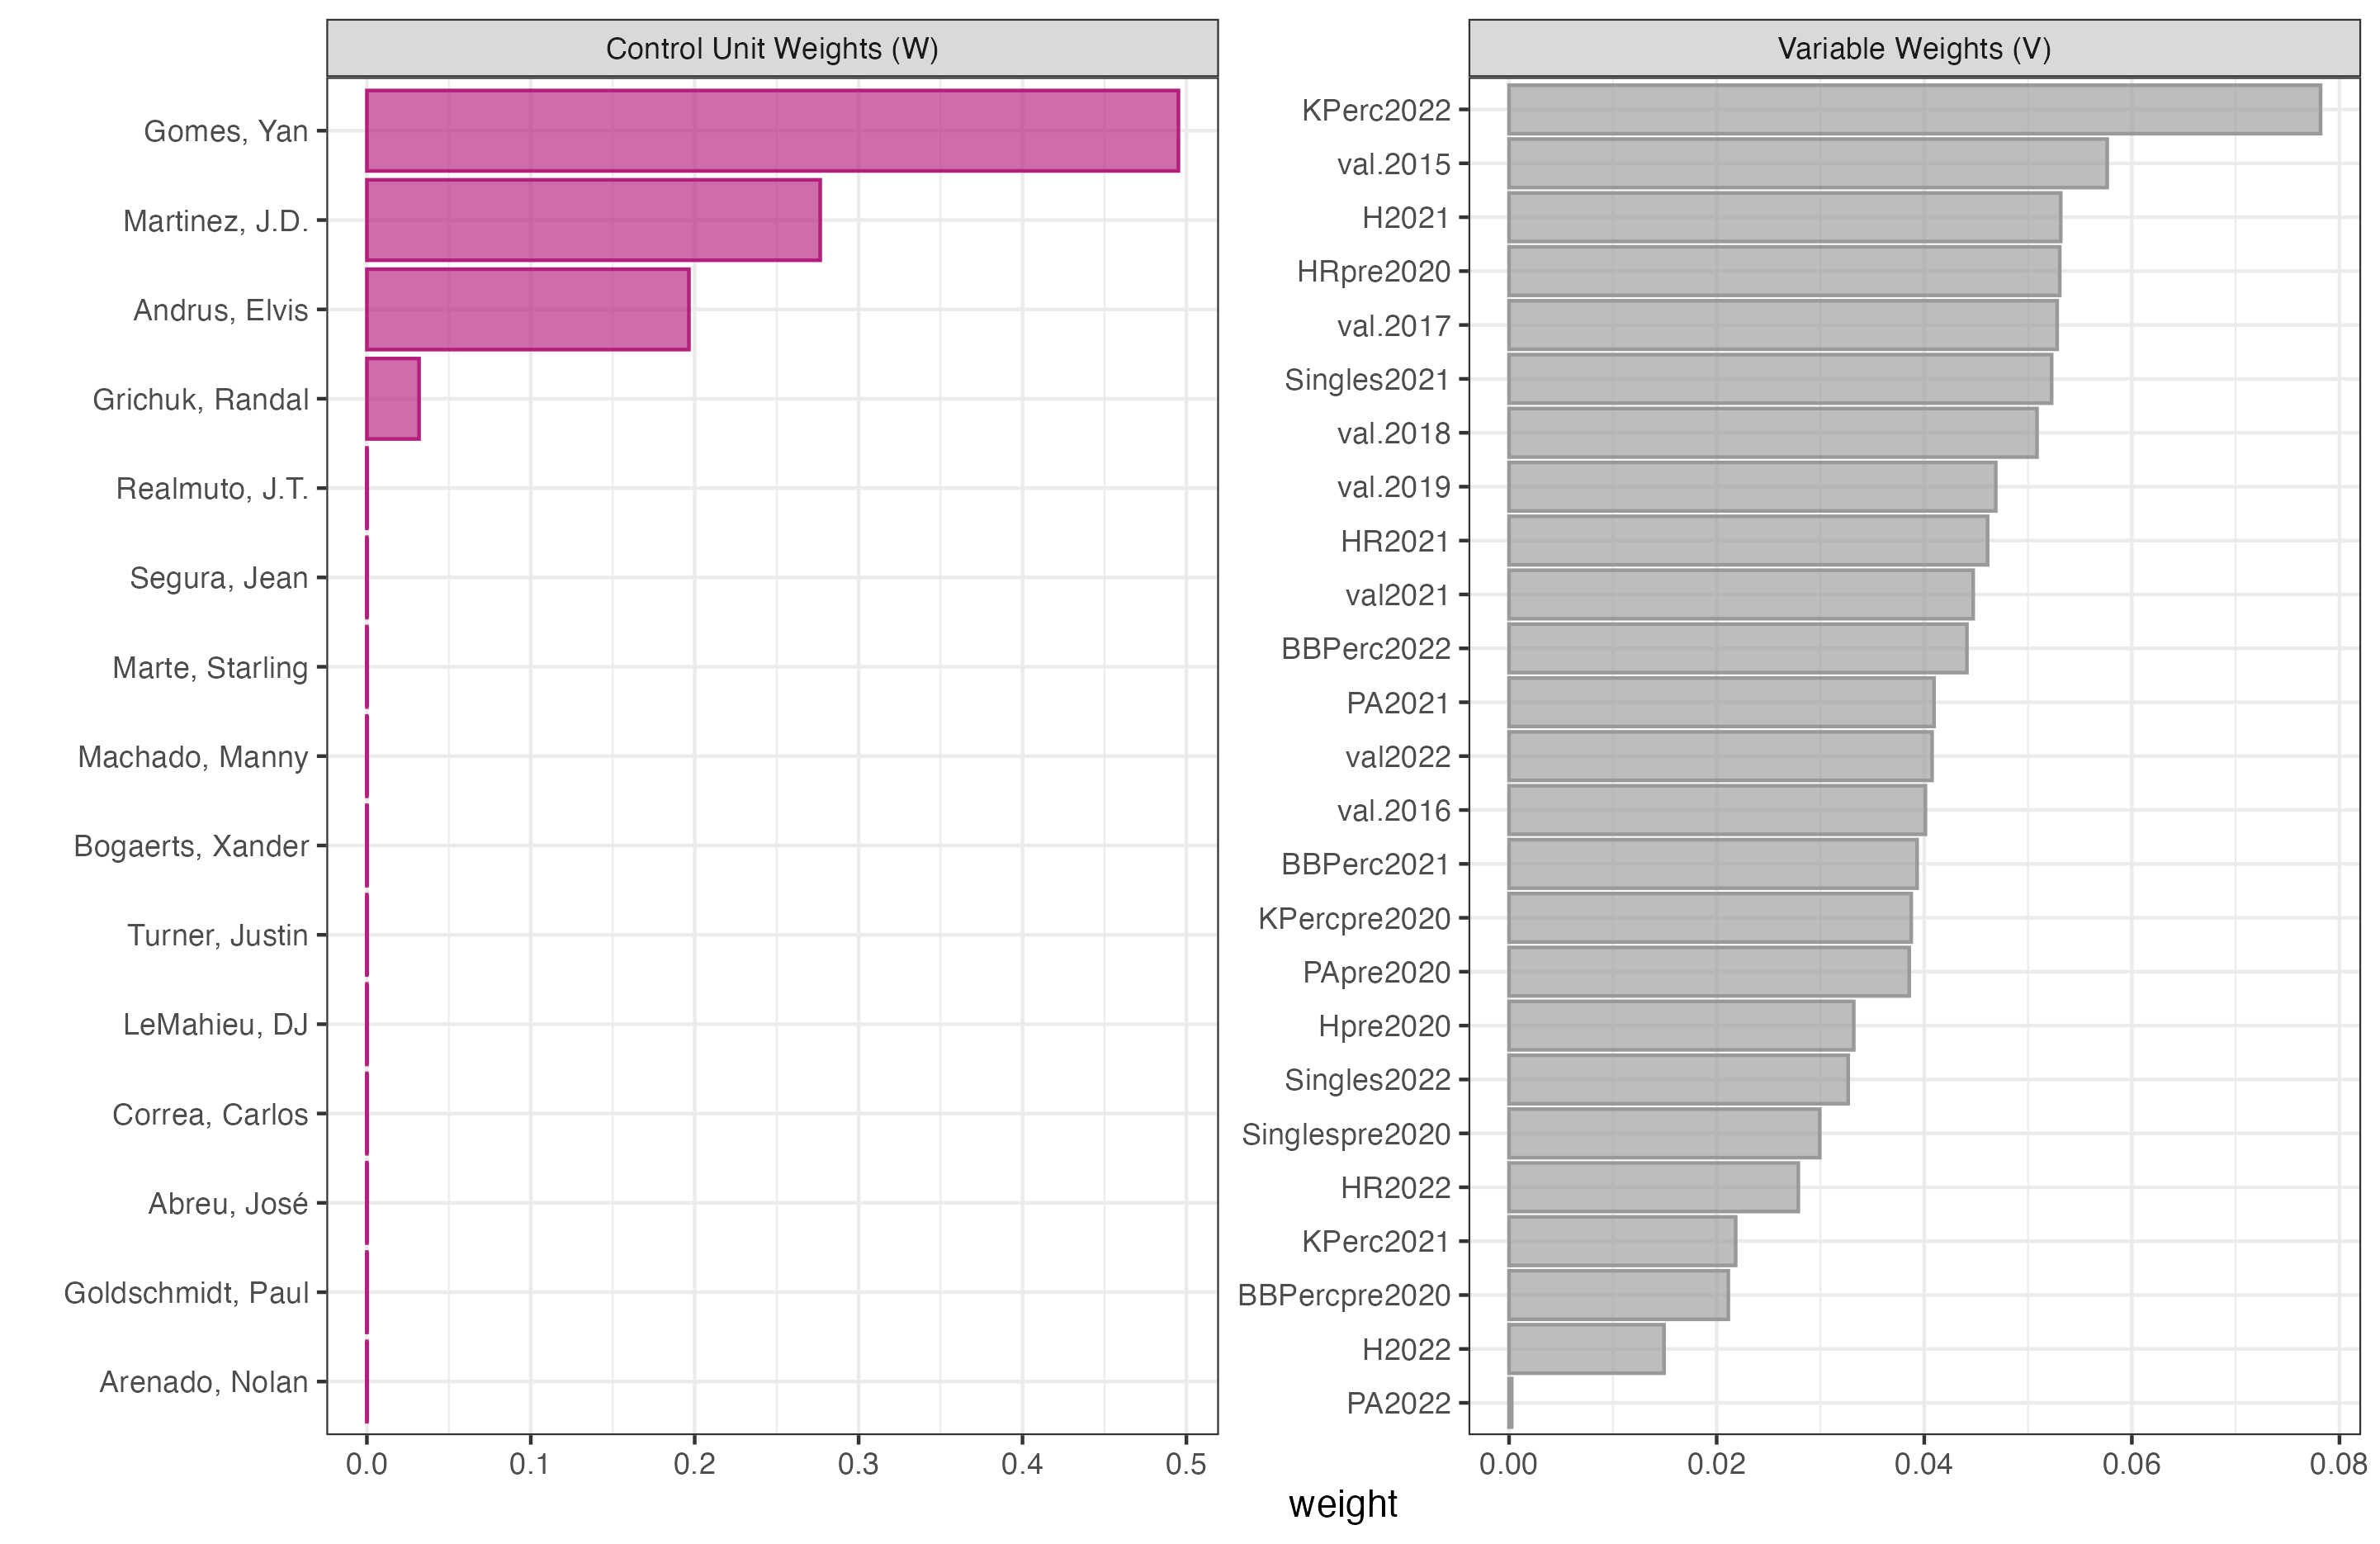 Control Unit Weights (W)
Gomes, Yan
Martinez, J.D.
Andrus, Elvis
Grichuk, Randal
Realmuto, J.T.
Segura, Jean
Marte, Starling
Machado, Manny
Bogaerts, Xander
Turner, Justin
LeMahieu, DJ
Correa, Carlos
Abreu, José
Goldschmidt, Paul
Arenado, Nolan
0.0 0.1 0.2 0.3 0.4 0.5
Variable Weights (V)
KPerc2022
val.2015
H2021
HRpre2020
val.2017
Singles2021
val.2018
val.2019
HR2021
val2021
BBPerc2022
PA2021
val2022
val.2016
BBPerc2021
KPercpre2020
PApre2020
Hpre2020
Singles2022
Singlespre2020
HR2022
KPerc2021
BBPercpre2020
H2022
PA2022
0.00 0.02 0.04 0.06 0.08
weight